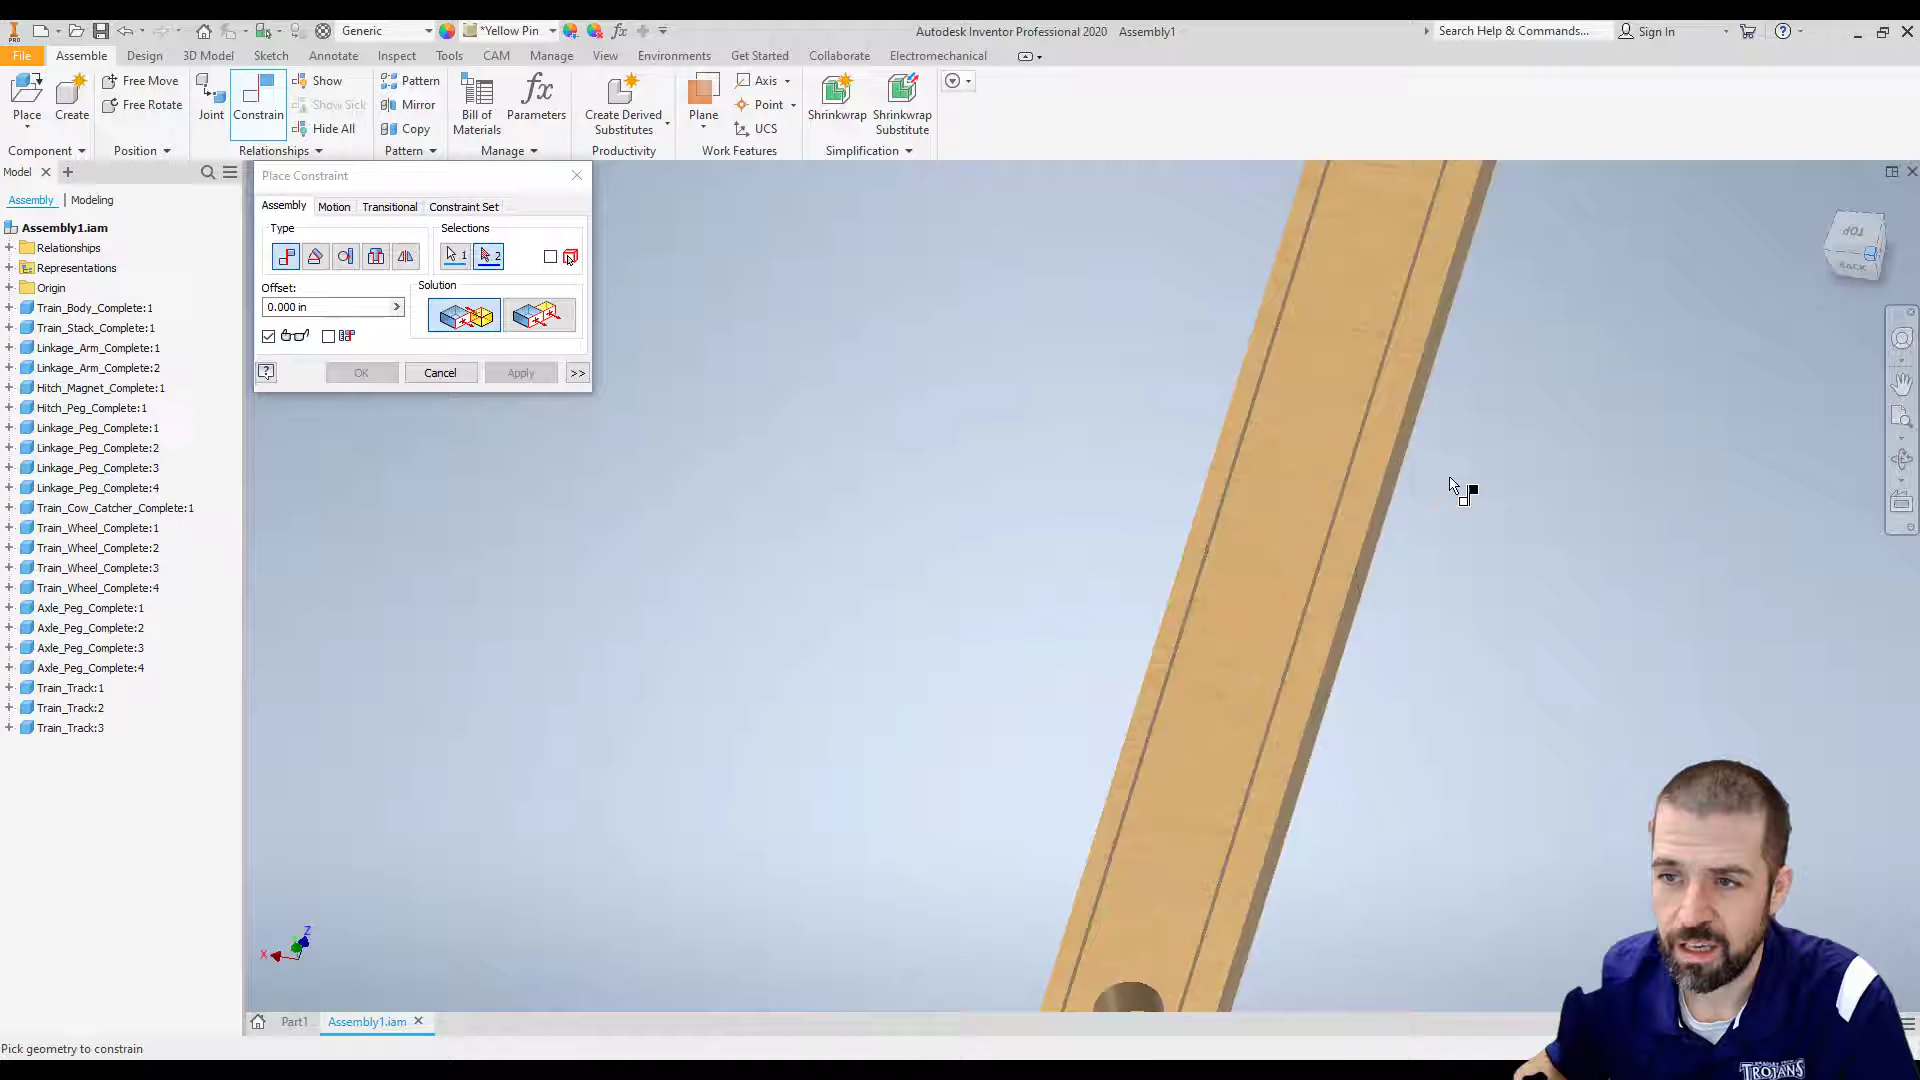 Generic
*Yellow Pin
Autodesk Inventor Professional 2020 Assembly1
Search Help & Commands...
Sign In
File Assemble Design 3D Model Sketch Annotate Inspect Tools CAM Manage View Environments Get Started Collaborate Electromechanical
Place
Create
Free Move
Free Rotate
Joint
Constrain
Show
Show Sick
Hide All
Pattern
Mirror
Copy
Bill of
Materials
fx
Parameters
Create Derived
Substitutes
Plane
Axis
Point
UCS
Shrinkwrap
Shrinkwrap
Substitute
Component Position Relationships Pattern Manage Productivity Work Features Simplification
Model
Assembly Modeling
Assembly1.iam
Relationships
Representations
Origin
Train_Body_Complete:1
Train_Stack_Complete:1
Linkage_Arm_Complete:1
Linkage_Arm_Complete:2
Hitch_Magnet_Complete:1
Hitch_Peg_Complete:1
Linkage_Peg_Complete:1
Linkage_Peg_Complete:2
Linkage_Peg_Complete:3
Linkage_Peg_Complete:4
Train_Cow_Catcher_Complete:1
Train_Wheel_Complete:1
Train_Wheel_Complete:2
Train_Wheel_Complete:3
Train_Wheel_Complete:4
Axle_Peg_Complete:1
Axle_Peg_Complete:2
Axle_Peg_Complete:3
Axle_Peg_Complete:4
Train_Track:1
Train_Track:2
Train_Track:3
Place Constraint
Assembly Motion Transitional Constraint Set
Type
Selections
1
2
Offset:
0.000 in
Solution
OK
Cancel
Apply
>>
TOP
BACK
Z
X
Part1
Assembly1.iam
Pick geometry to constrain
TROJANS